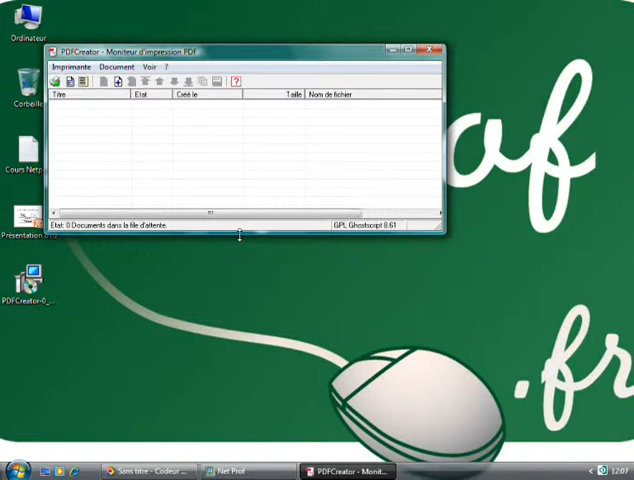 Ordinateur
PDFCreator - Moniteur d'impression PDF
Imprimante Document Voir ?
Corbeille
Titre Etat Créé le Taille Nom de fichier
af
Cours Netp
Présentation
Etat: 0 Documents dans la file d'attente. GPL Ghostscript 8.61
PDFCreator-0_...
.fr
Sans titre - Codeur ... Net Prof PDFCreator - Monit... 12:07